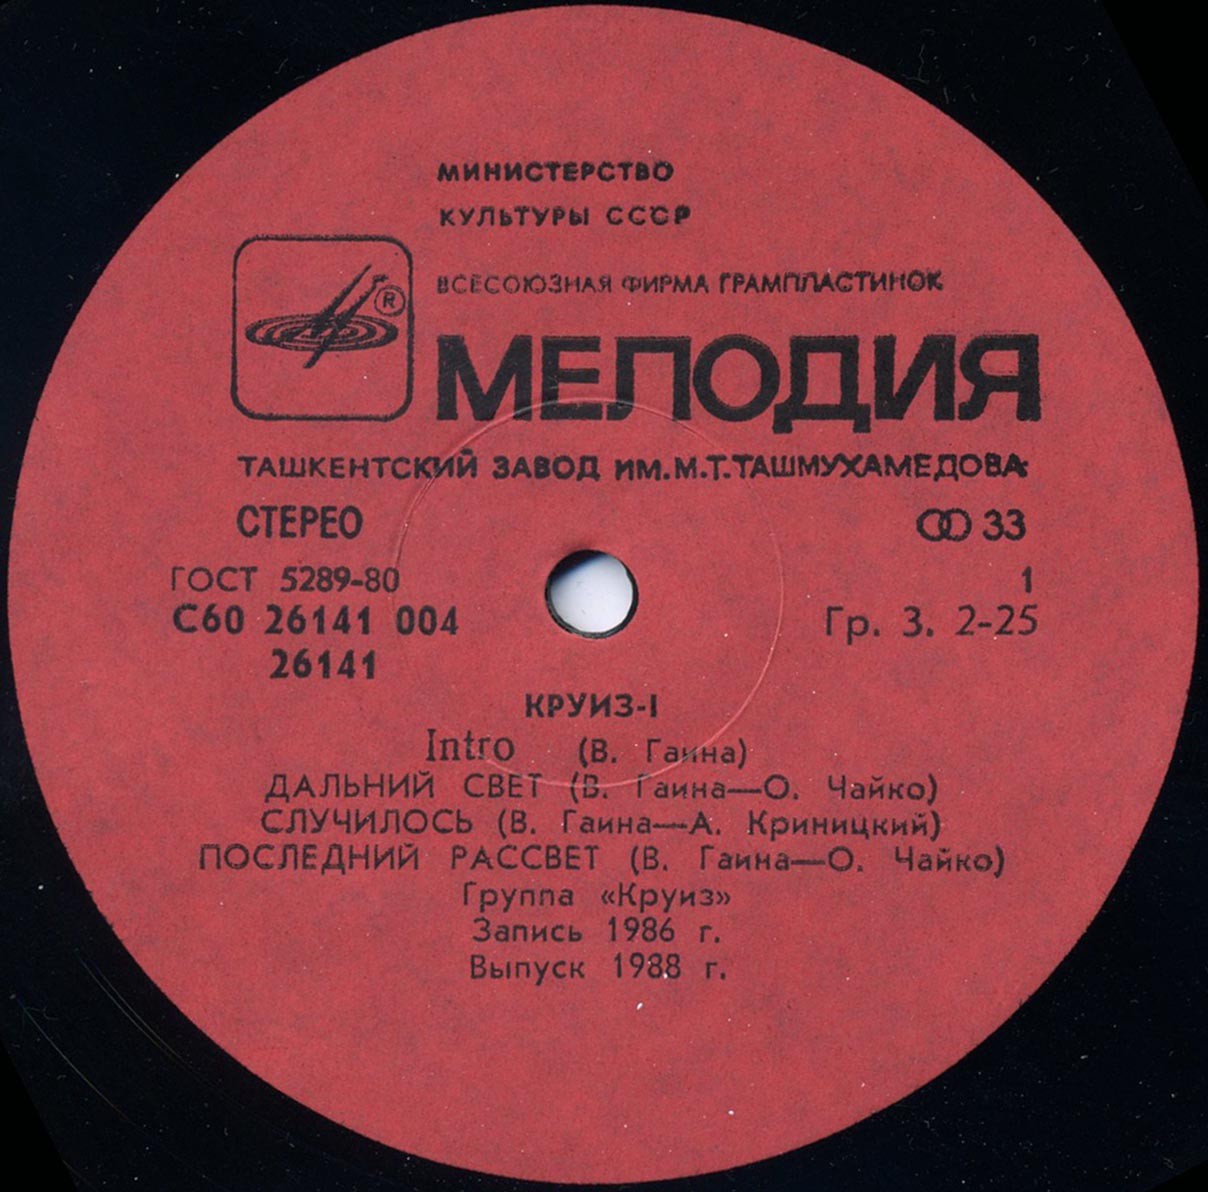 МИНИСТЕРСТВО
КУЛЬТУРЫ СССР
ВСЕСОЮЗНАЯ ФИРМА ГРАМПЛАСТИНОК
®
МЕЛОДИЯ
ТАШКЕНТСКИЙ ЗАВОД ИМ.М.Т.ТАШМУХАМЕДОВА
СТЕРЕО 33
ГОСТ 5289-80 1
С60 26141 004 Гр. 3. 2-25
26141
КРУИЗ-I
Intro (В. Гаина)
ДАЛЬНИЙ СВЕТ (В. Гаина—О. Чайко)
СЛУЧИЛОСЬ (В. Гаина—А. Криницкий)
ПОСЛЕДНИЙ РАССВЕТ (В. Гаина—О. Чайко)
Группа «Круиз»
Запись 1986 г.
Выпуск 1988 г.